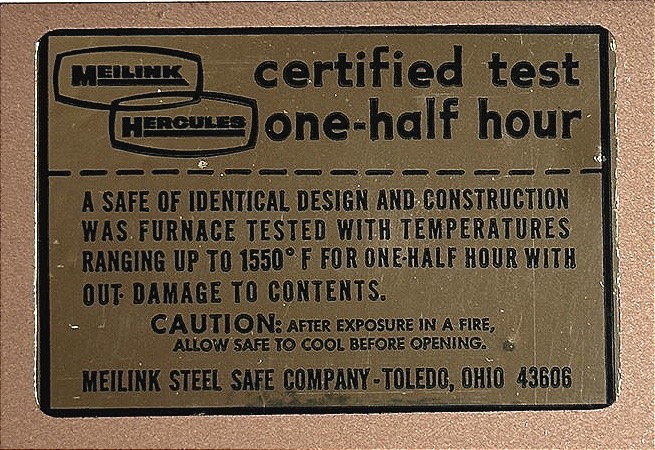 MEILINK
HERCULES
certified test
one-half hour
A SAFE OF IDENTICAL DESIGN AND CONSTRUCTION
WAS FURNACE TESTED WITH TEMPERATURES
RANGING UP TO 1550° F FOR ONE-HALF HOUR WITH
OUT DAMAGE TO CONTENTS.
CAUTION: AFTER EXPOSURE IN A FIRE,
ALLOW SAFE TO COOL BEFORE OPENING.
MEILINK STEEL SAFE COMPANY-TOLEDO, OHIO 43606